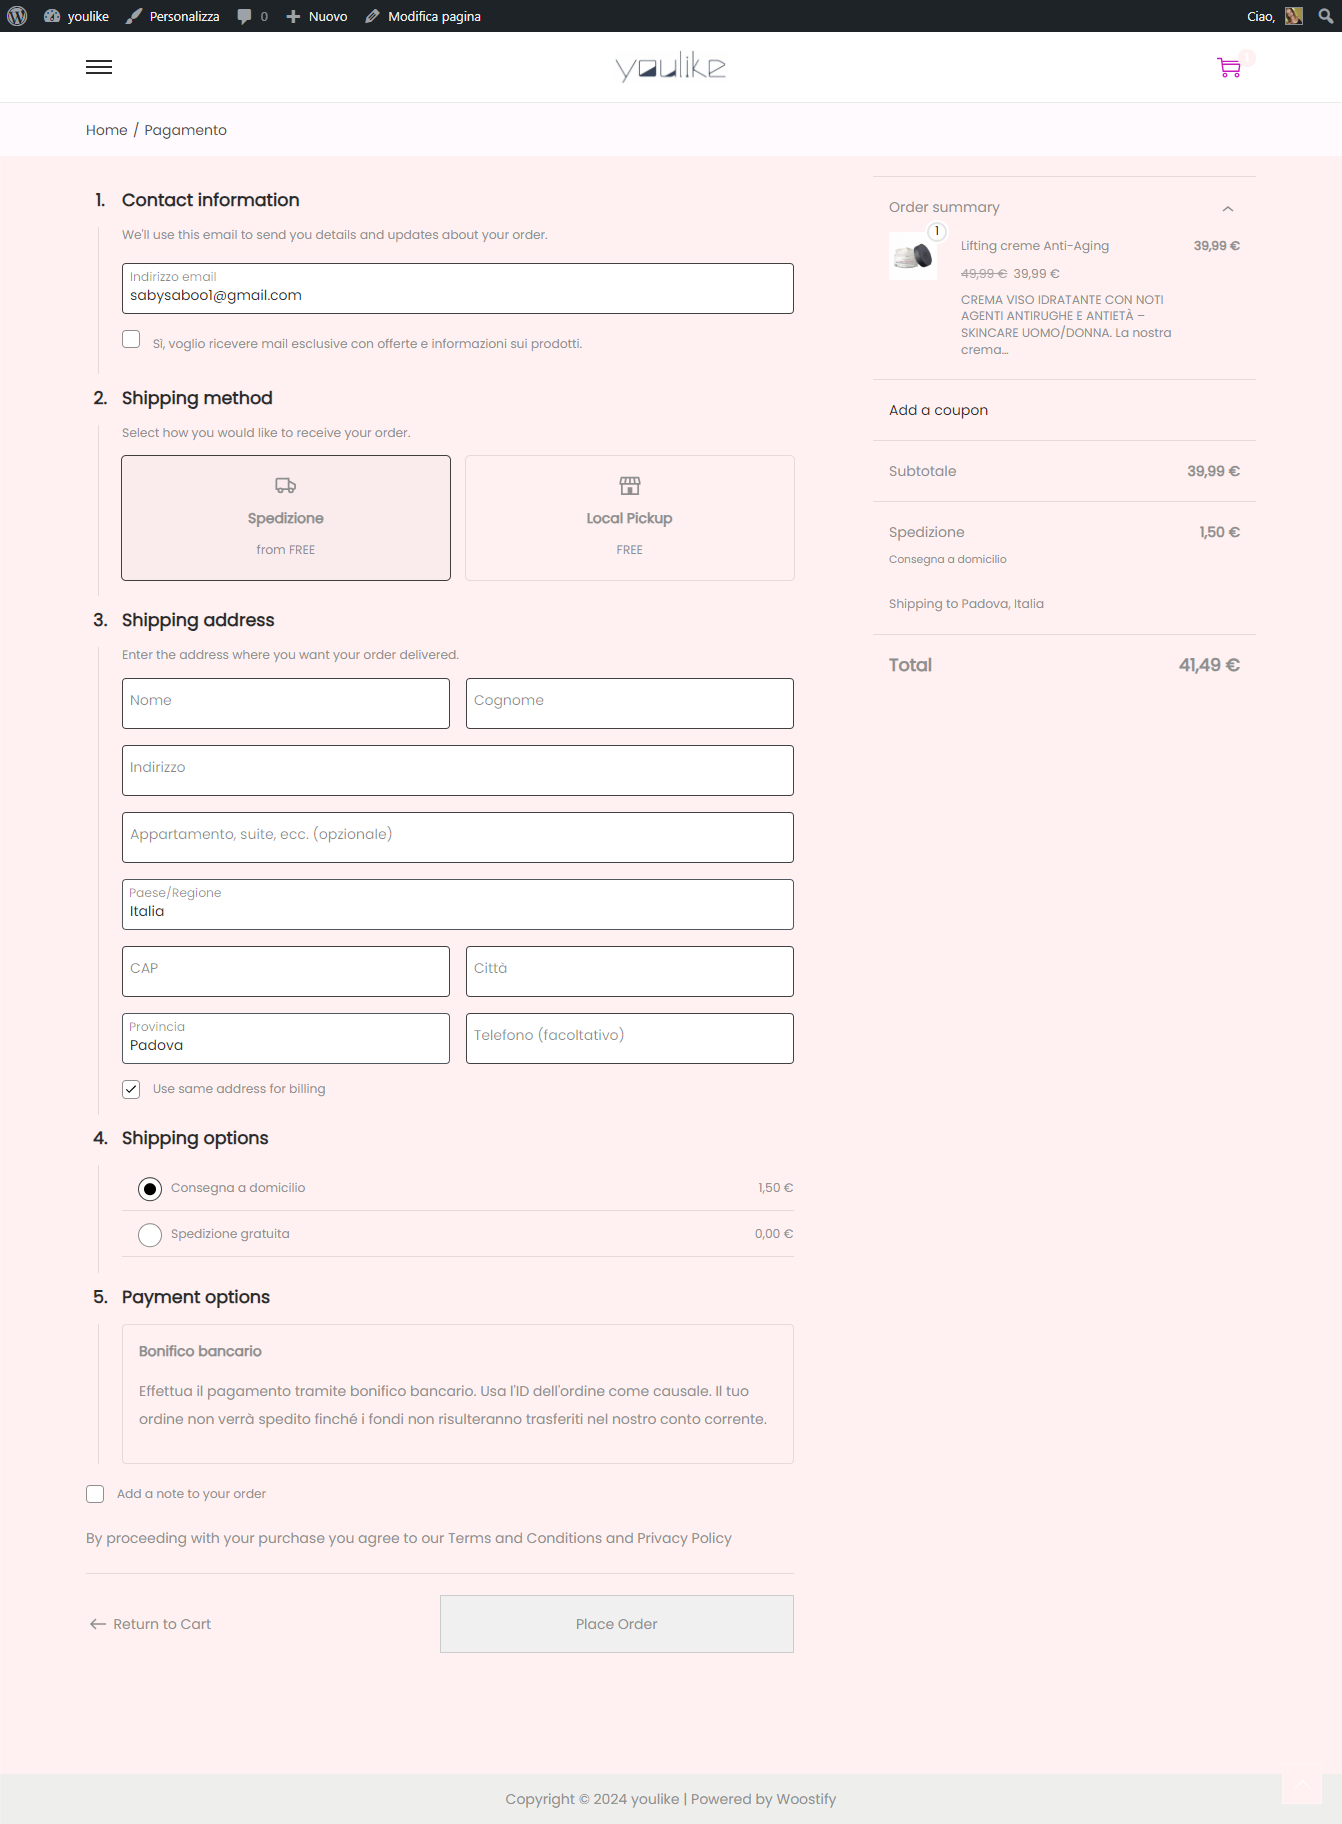 youlike Personalizza 0 Nuovo Modifica pagina Ciao,
youlike
Home / Pagamento
1. Contact information
We'll use this email to send you details and updates about your order.
Indirizzo email
sabysaboo1@gmail.com
Sì, voglio ricevere mail esclusive con offerte e informazioni sui prodotti.
2. Shipping method
Select how you would like to receive your order.
Spedizione
from FREE
Local Pickup
FREE
3. Shipping address
Enter the address where you want your order delivered.
Nome
Cognome
Indirizzo
Appartamento, suite, ecc. (opzionale)
Paese/Regione
Italia
CAP
Città
Provincia
Padova
Telefono (facoltativo)
Use same address for billing
4. Shipping options
Consegna a domicilio 1,50 €
Spedizione gratuita 0,00 €
5. Payment options
Bonifico bancario
Effettua il pagamento tramite bonifico bancario. Usa l'ID dell'ordine come causale. Il tuo
ordine non verrà spedito finché i fondi non risulteranno trasferiti nel nostro conto corrente.
Add a note to your order
By proceeding with your purchase you agree to our Terms and Conditions and Privacy Policy
Return to Cart
Place Order
Order summary
1
Lifting creme Anti-Aging 39,99 €
49,99 € 39,99 €
CREMA VISO IDRATANTE CON NOTI
AGENTI ANTIRUGHE E ANTIETÀ –
SKINCARE UOMO/DONNA. La nostra
crema…
Add a coupon
Subtotale 39,99 €
Spedizione 1,50 €
Consegna a domicilio
Shipping to Padova, Italia
Total 41,49 €
Copyright © 2024 youlike | Powered by Woostify